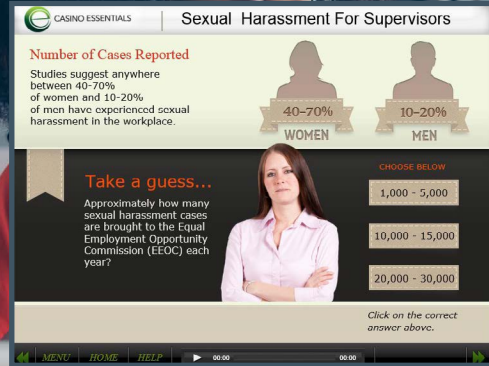 CASINO ESSENTIALS
Sexual Harassment For Supervisors
Number of Cases Reported
Studies suggest anywhere
between 40-70%
of women and 10-20%
of men have experienced sexual
harassment in the workplace.
40-70%
WOMEN
10-20%
MEN
Take a guess...
Approximately how many
sexual harassment cases
are brought to the Equal
Employment Opportunity
Commission (EEOC) each
year?
CHOOSE BELOW
1,000 - 5,000
10,000 - 15,000
20,000 - 30,000
Click on the correct
answer above.
MENU HOME HELP 00:00 00:00